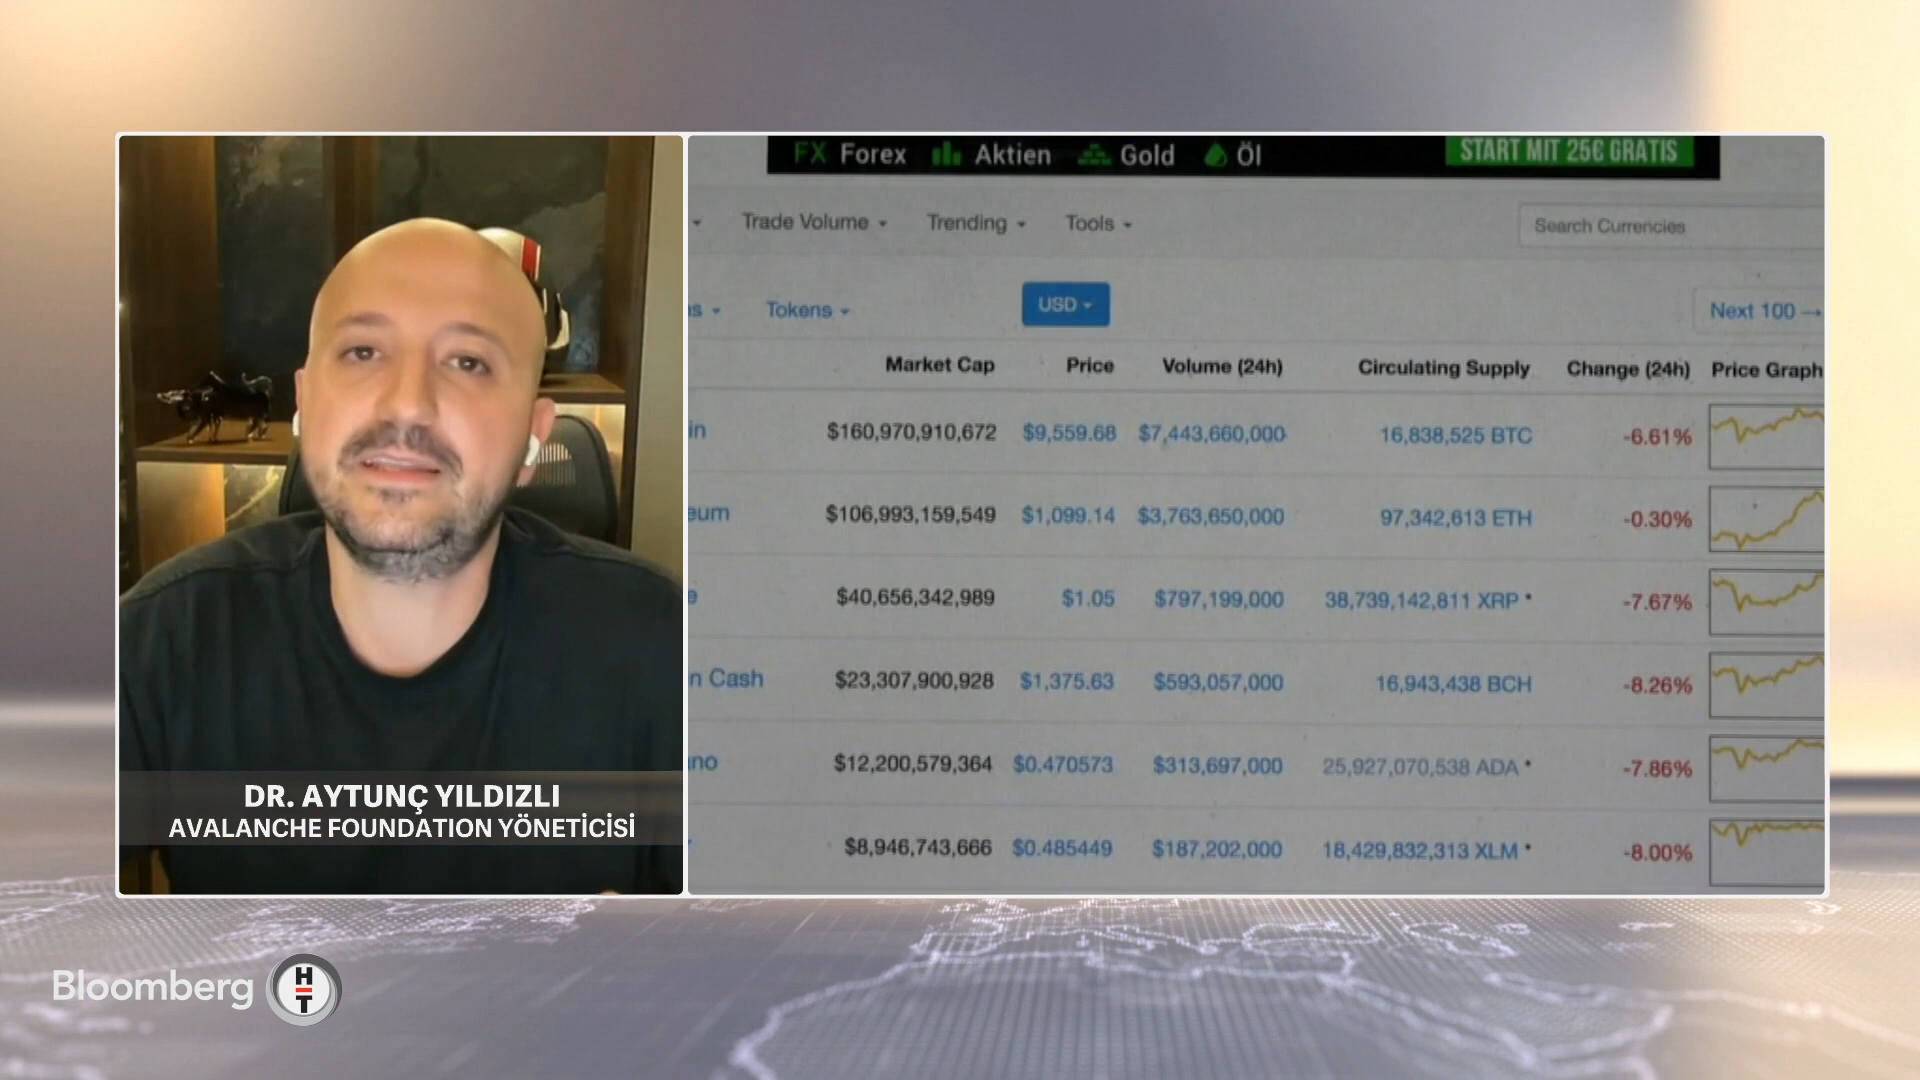 FX Forex Aktien Gold Öl START MIT 25€ GRATIS
Trade Volume Trending Tools Search Currencies
Tokens USD Next 100 →
Market Cap Price Volume (24h) Circulating Supply Change (24h) Price Graph
in $160,970,910,672 $9,559.68 $7,443,660,000 16,838,525 BTC -6.61%
eum $106,993,159,549 $1,099.14 $3,763,650,000 97,342,613 ETH -0.30%
$40,656,342,989 $1.05 $797,199,000 38,739,142,811 XRP * -7.67%
n Cash $23,307,900,928 $1,375.63 $593,057,000 16,943,438 BCH -8.26%
no $12,200,579,364 $0.470573 $313,697,000 25,927,070,538 ADA * -7.86%
$8,946,743,666 $0.485449 $187,202,000 18,429,832,313 XLM * -8.00%
DR. AYTUNÇ YILDIZLI
AVALANCHE FOUNDATION YÖNETİCİSİ
Bloomberg HT